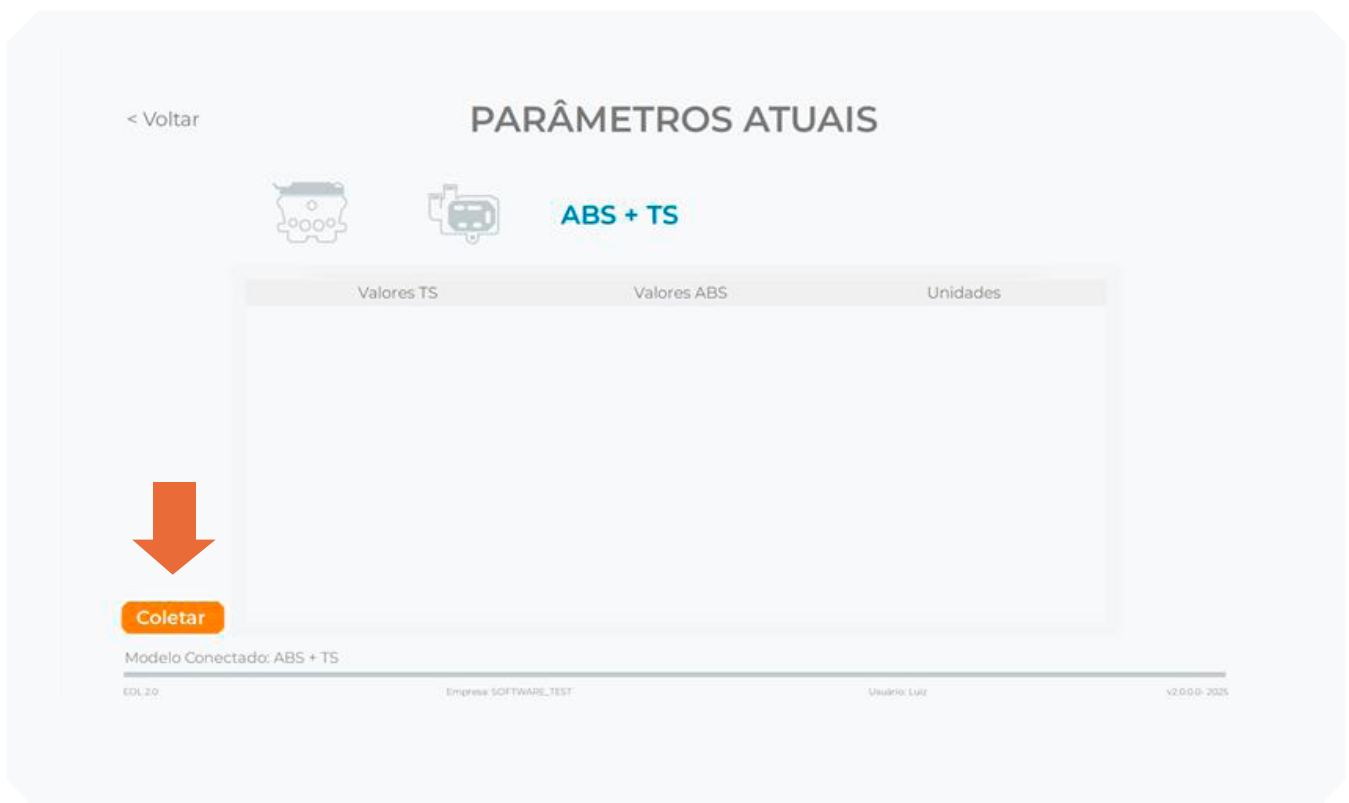 < Voltar
PARÂMETROS ATUAIS
ABS + TS
Valores TS Valores ABS Unidades
Coletar
Modelo Conectado: ABS + TS
EOL 2.0 Empresa: SOFTWARE_TEST Usuário: Luiz v2.0.0.0- 2025